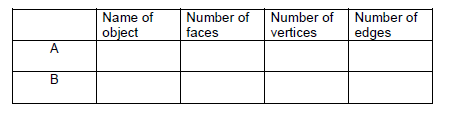 Name of Number of Number of Number of
object faces vertices edges
A
B